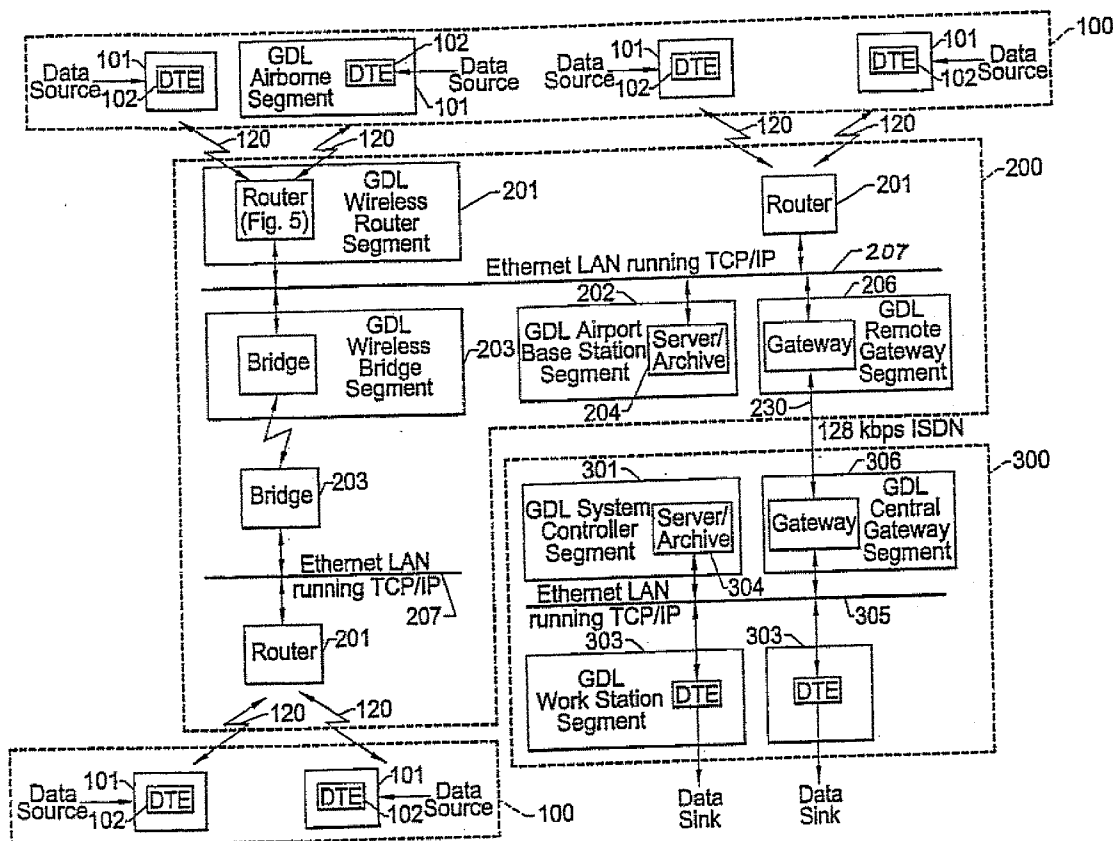 100
101
Data
Source
102
DTE
GDL
Airborne
Segment
102
DTE
Data
Source
101
Data
Source
101
102
DTE
101
DTE
102
Data
Source
120
120
120
120
200
Router
(Fig. 5)
GDL
Wireless
Router
Segment
201
Router
201
Ethernet LAN running TCP/IP
207
Bridge
GDL
Wireless
Bridge
Segment
203
202
GDL Airport
Base Station
Segment
Server/
Archive
204
206
Gateway
GDL
Remote
Gateway
Segment
230
128 kbps ISDN
Bridge
203
Ethernet LAN
running TCP/IP
207
Router
201
120
120
300
301
GDL System
Controller
Segment
Server/
Archive
304
306
Gateway
GDL
Central
Gateway
Segment
Ethernet LAN
running TCP/IP
305
303
GDL
Work Station
Segment
DTE
303
DTE
Data
Sink
Data
Sink
Data
Source
101
102
DTE
101
DTE
102
Data
Source
100